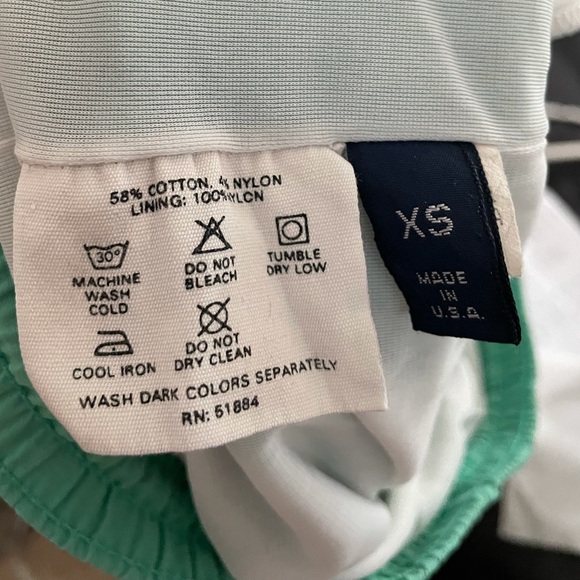 58% COTTON, 4% NYLON
LINING: 100% NYLON
30°
MACHINE
WASH
COLD
DO NOT
BLEACH
TUMBLE
DRY LOW
COOL IRON
DO NOT
DRY CLEAN
WASH DARK COLORS SEPARATELY
RN: 51884
XS
MADE
IN
U.S.A.